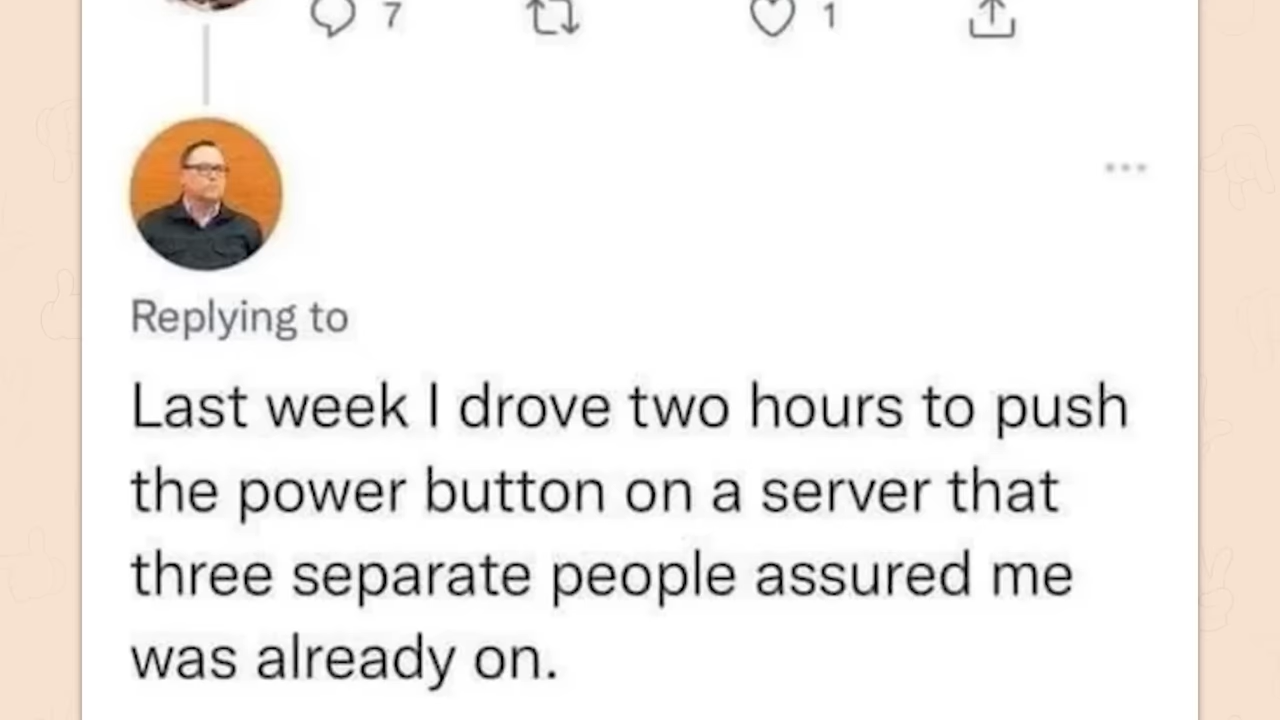 7 1
Replying to
Last week I drove two hours to push
the power button on a server that
three separate people assured me
was already on.